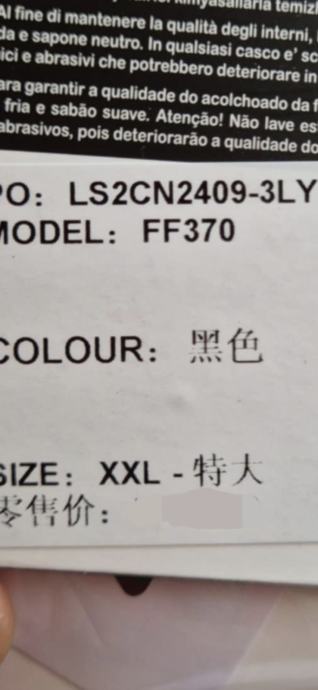 Al fine di mantenere la qualità degli interni,
da e sapone neutro. In qualsiasi casco e' sc
ici e abrasivi che potrebbero deteriorare in
ara garantir a qualidade do acolchoado da f
fria e sabão suave. Atenção! Não lave es
abrasivos, pois deteriorarão a qualidade do
PO: LS2CN2409-3LY
MODEL: FF370
COLOUR: 黑色
SIZE: XXL - 特大
零售价: